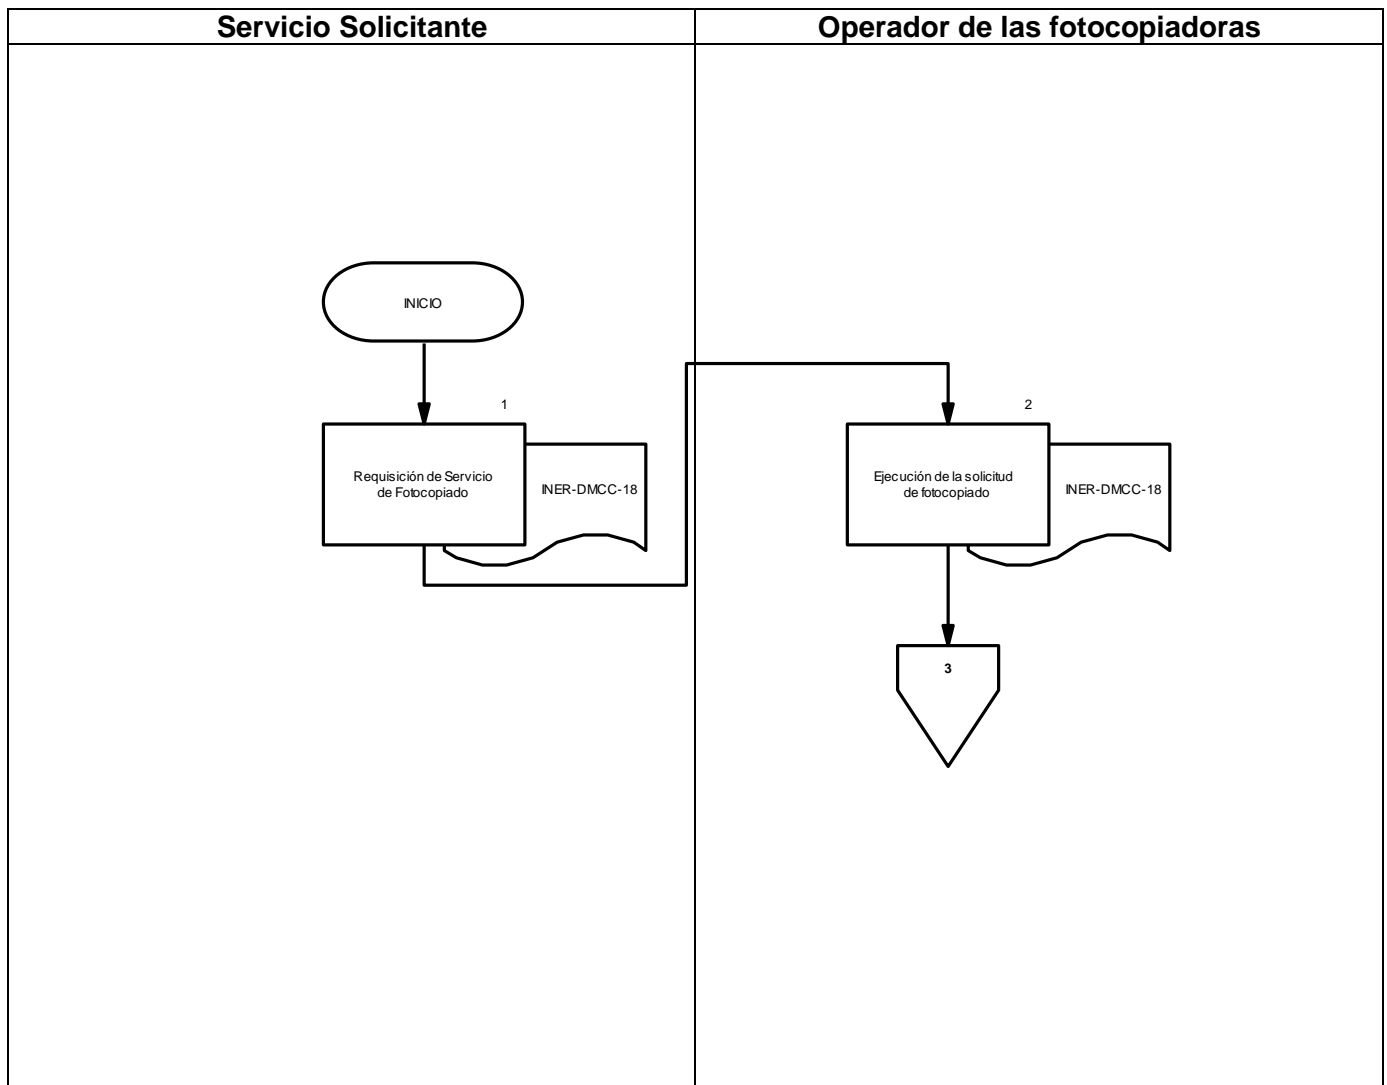 Servicio Solicitante
Operador de las fotocopiadoras
INICIO
1
Requisición de Servicio
de Fotocopiado
INER-DMCC-18
2
Ejecución de la solicitud
de fotocopiado
INER-DMCC-18
3